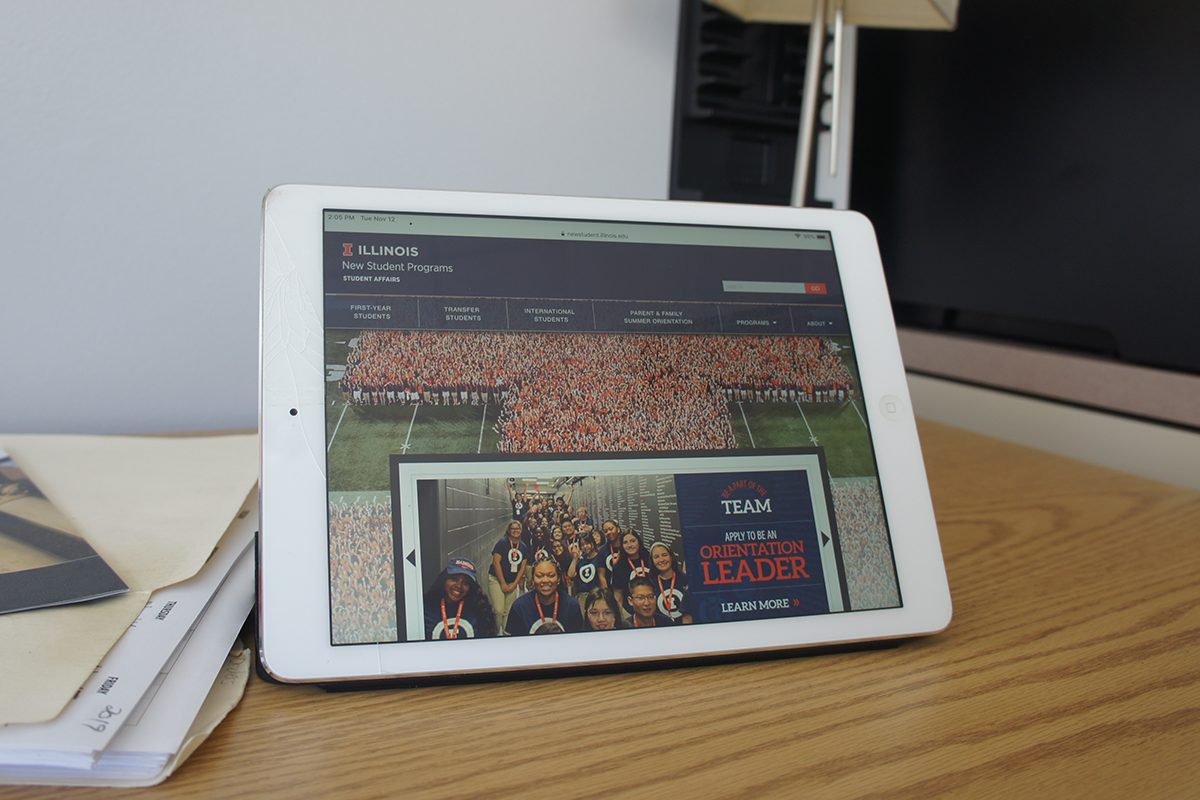 2:05 PM Tue Nov 12
newstudent.illinois.edu
I ILLINOIS
New Student Programs
STUDENT AFFAIRS
GO
FIRST-YEAR
STUDENTS
TRANSFER
STUDENTS
INTERNATIONAL
STUDENTS
PARENT & FAMILY
SUMMER ORIENTATION
PROGRAMS
ABOUT
BE A PART OF THE
TEAM
APPLY TO BE AN
ORIENTATION
LEADER
LEARN MORE »
THURSDAY
FRIDAY
2019